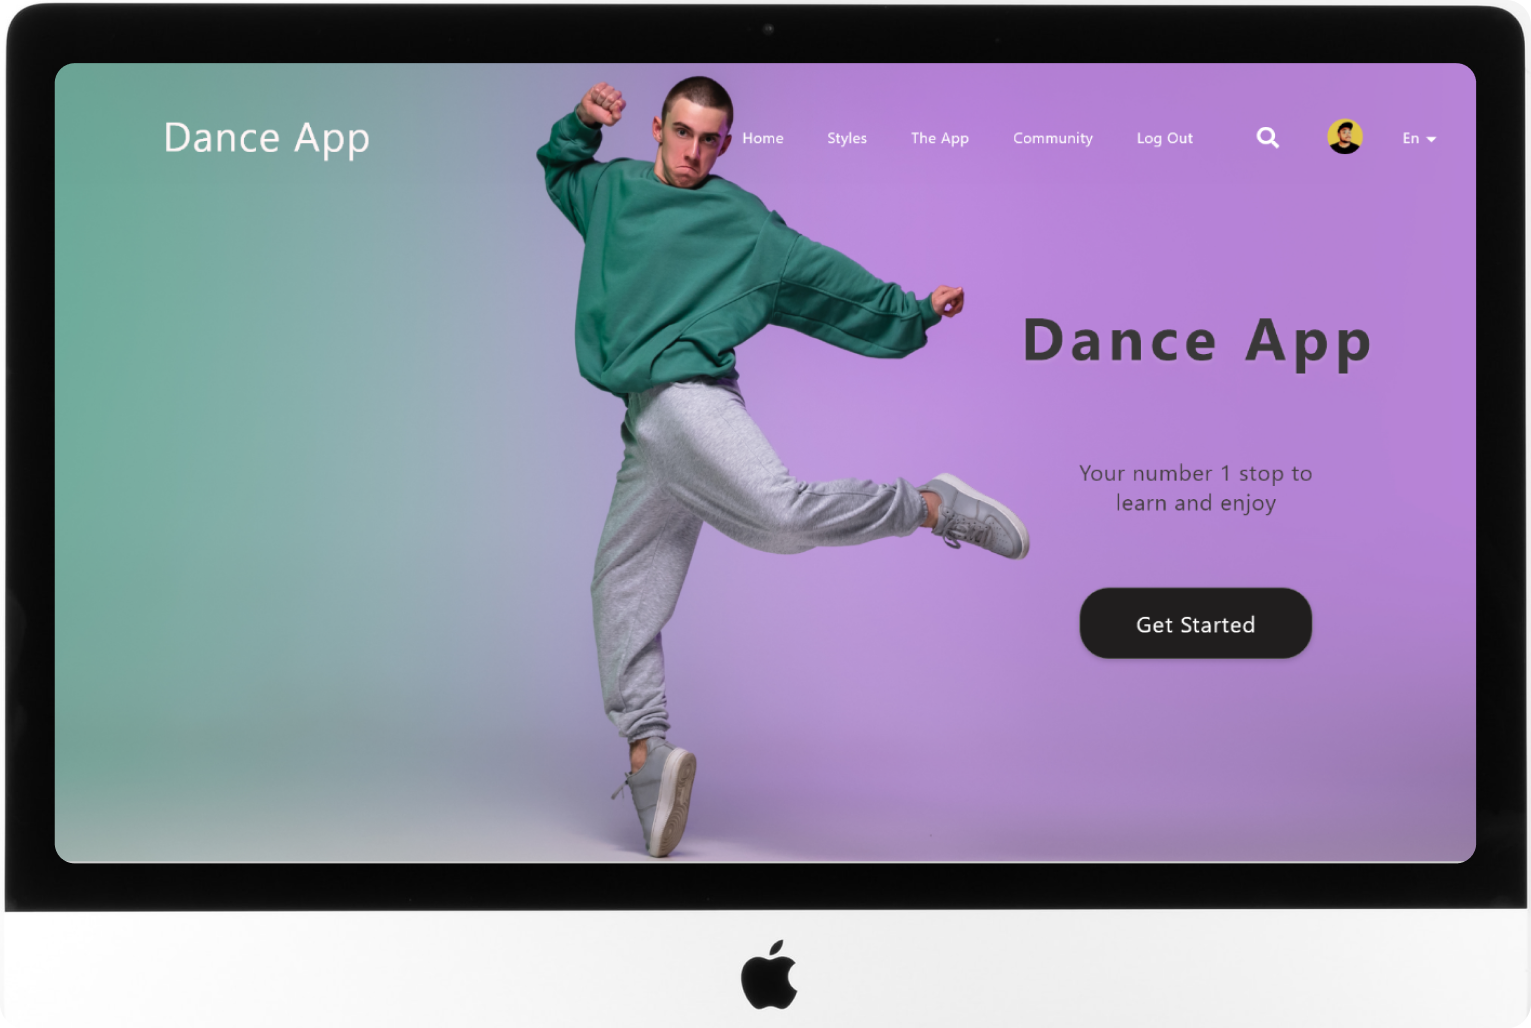 Dance App
Home Styles The App Community Log Out En
Dance App
Your number 1 stop to
learn and enjoy
Get Started